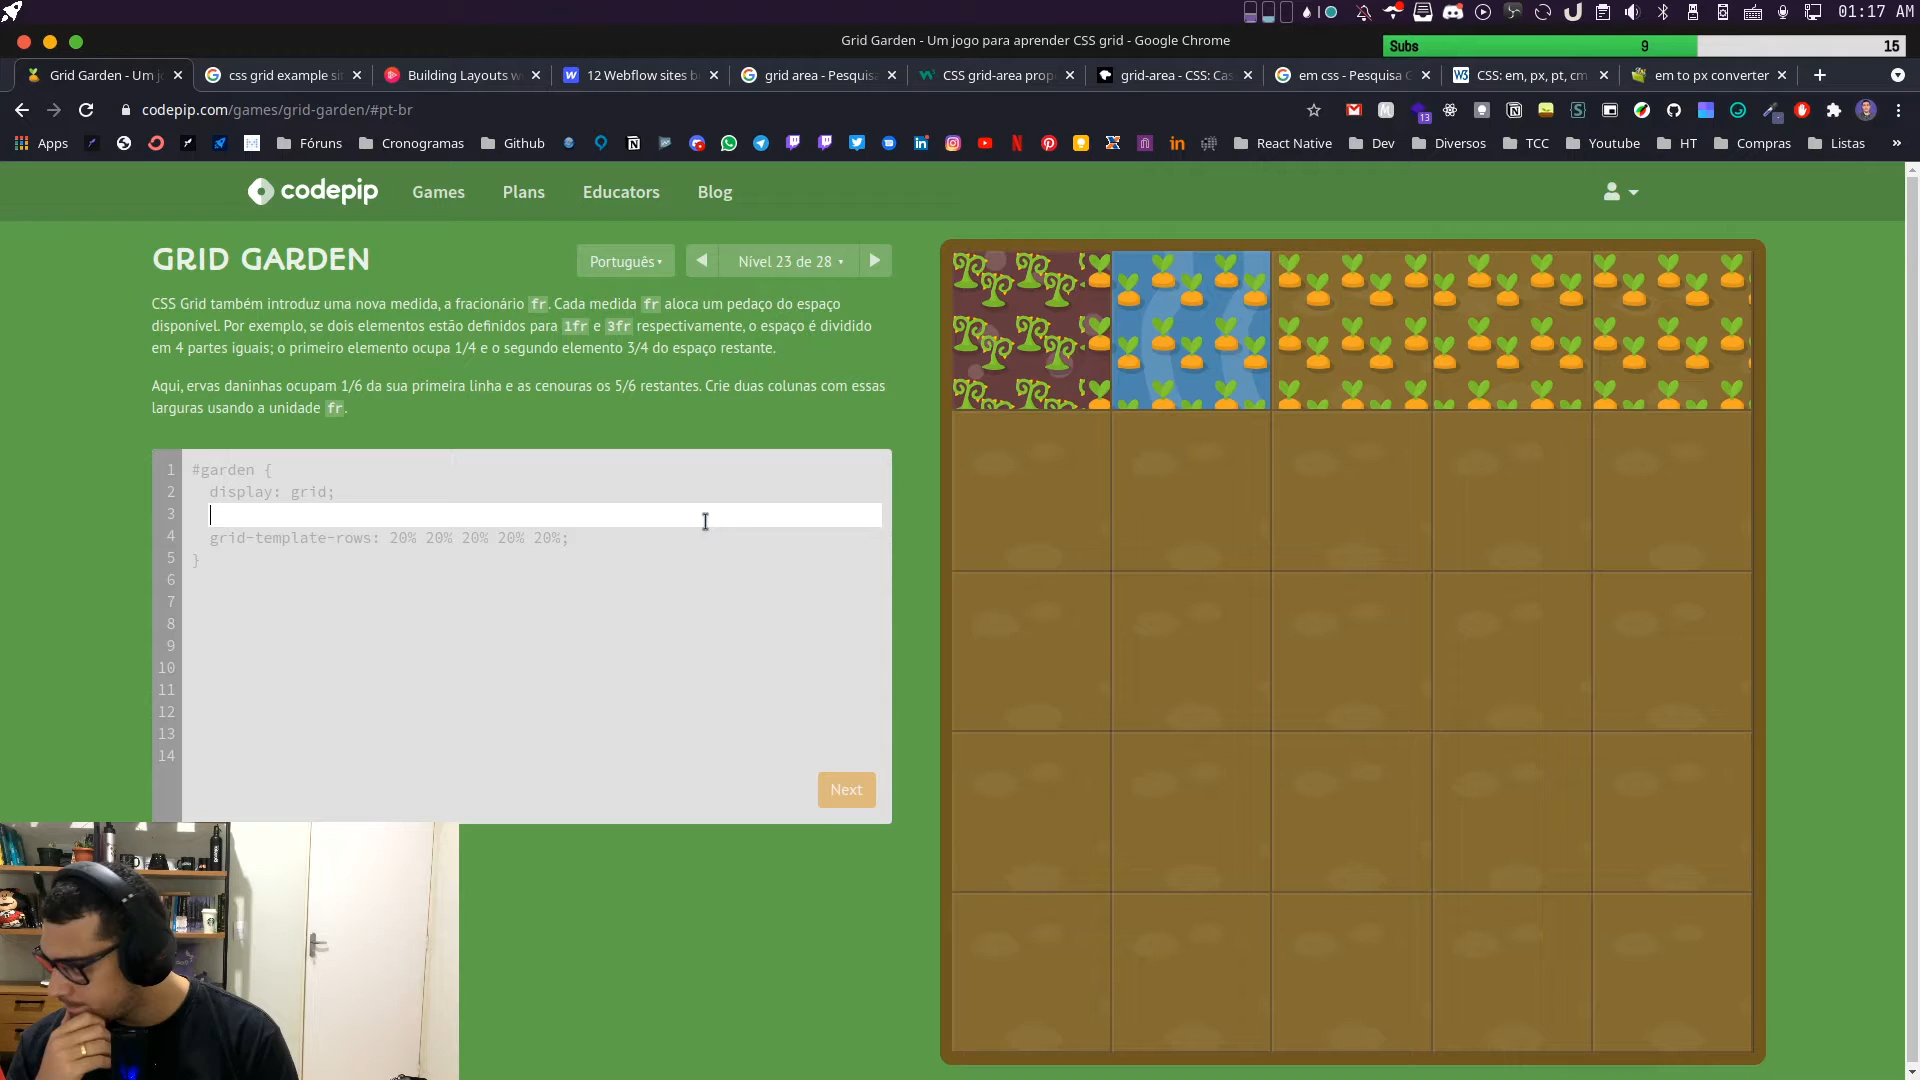 01:17 AM
Grid Garden - Um jogo para aprender CSS grid - Google Chrome
Subs 9 15
Grid Garden - Um jo
css grid example sit
Building Layouts w
12 Webflow sites b
grid area - Pesquisa
CSS grid-area prop
grid-area - CSS: Cas
em css - Pesquisa G
CSS: em, px, pt, cm
em to px converter
codepip.com/games/grid-garden/#pt-br
13
Apps
Fóruns
Cronogramas
Github
React Native
Dev
Diversos
TCC
Youtube
HT
Compras
Listas
codepip
Games
Plans
Educators
Blog
GRID GARDEN
Português
Nível 23 de 28
CSS Grid também introduz uma nova medida, a fracionário fr. Cada medida fr aloca um pedaço do espaço
disponível. Por exemplo, se dois elementos estão definidos para 1fr e 3fr respectivamente, o espaço é dividido
em 4 partes iguais; o primeiro elemento ocupa 1/4 e o segundo elemento 3/4 do espaço restante.
Aqui, ervas daninhas ocupam 1/6 da sua primeira linha e as cenouras os 5/6 restantes. Crie duas colunas com essas
larguras usando a unidade fr.
1 #garden {
2 display: grid;
3
4 grid-template-rows: 20% 20% 20% 20% 20%;
5 }
6
7
8
9
10
11
12
13
14
Next